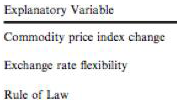 Explanatory Variable
Commodity price index change
Exchange rate flexibility
Rule of Law